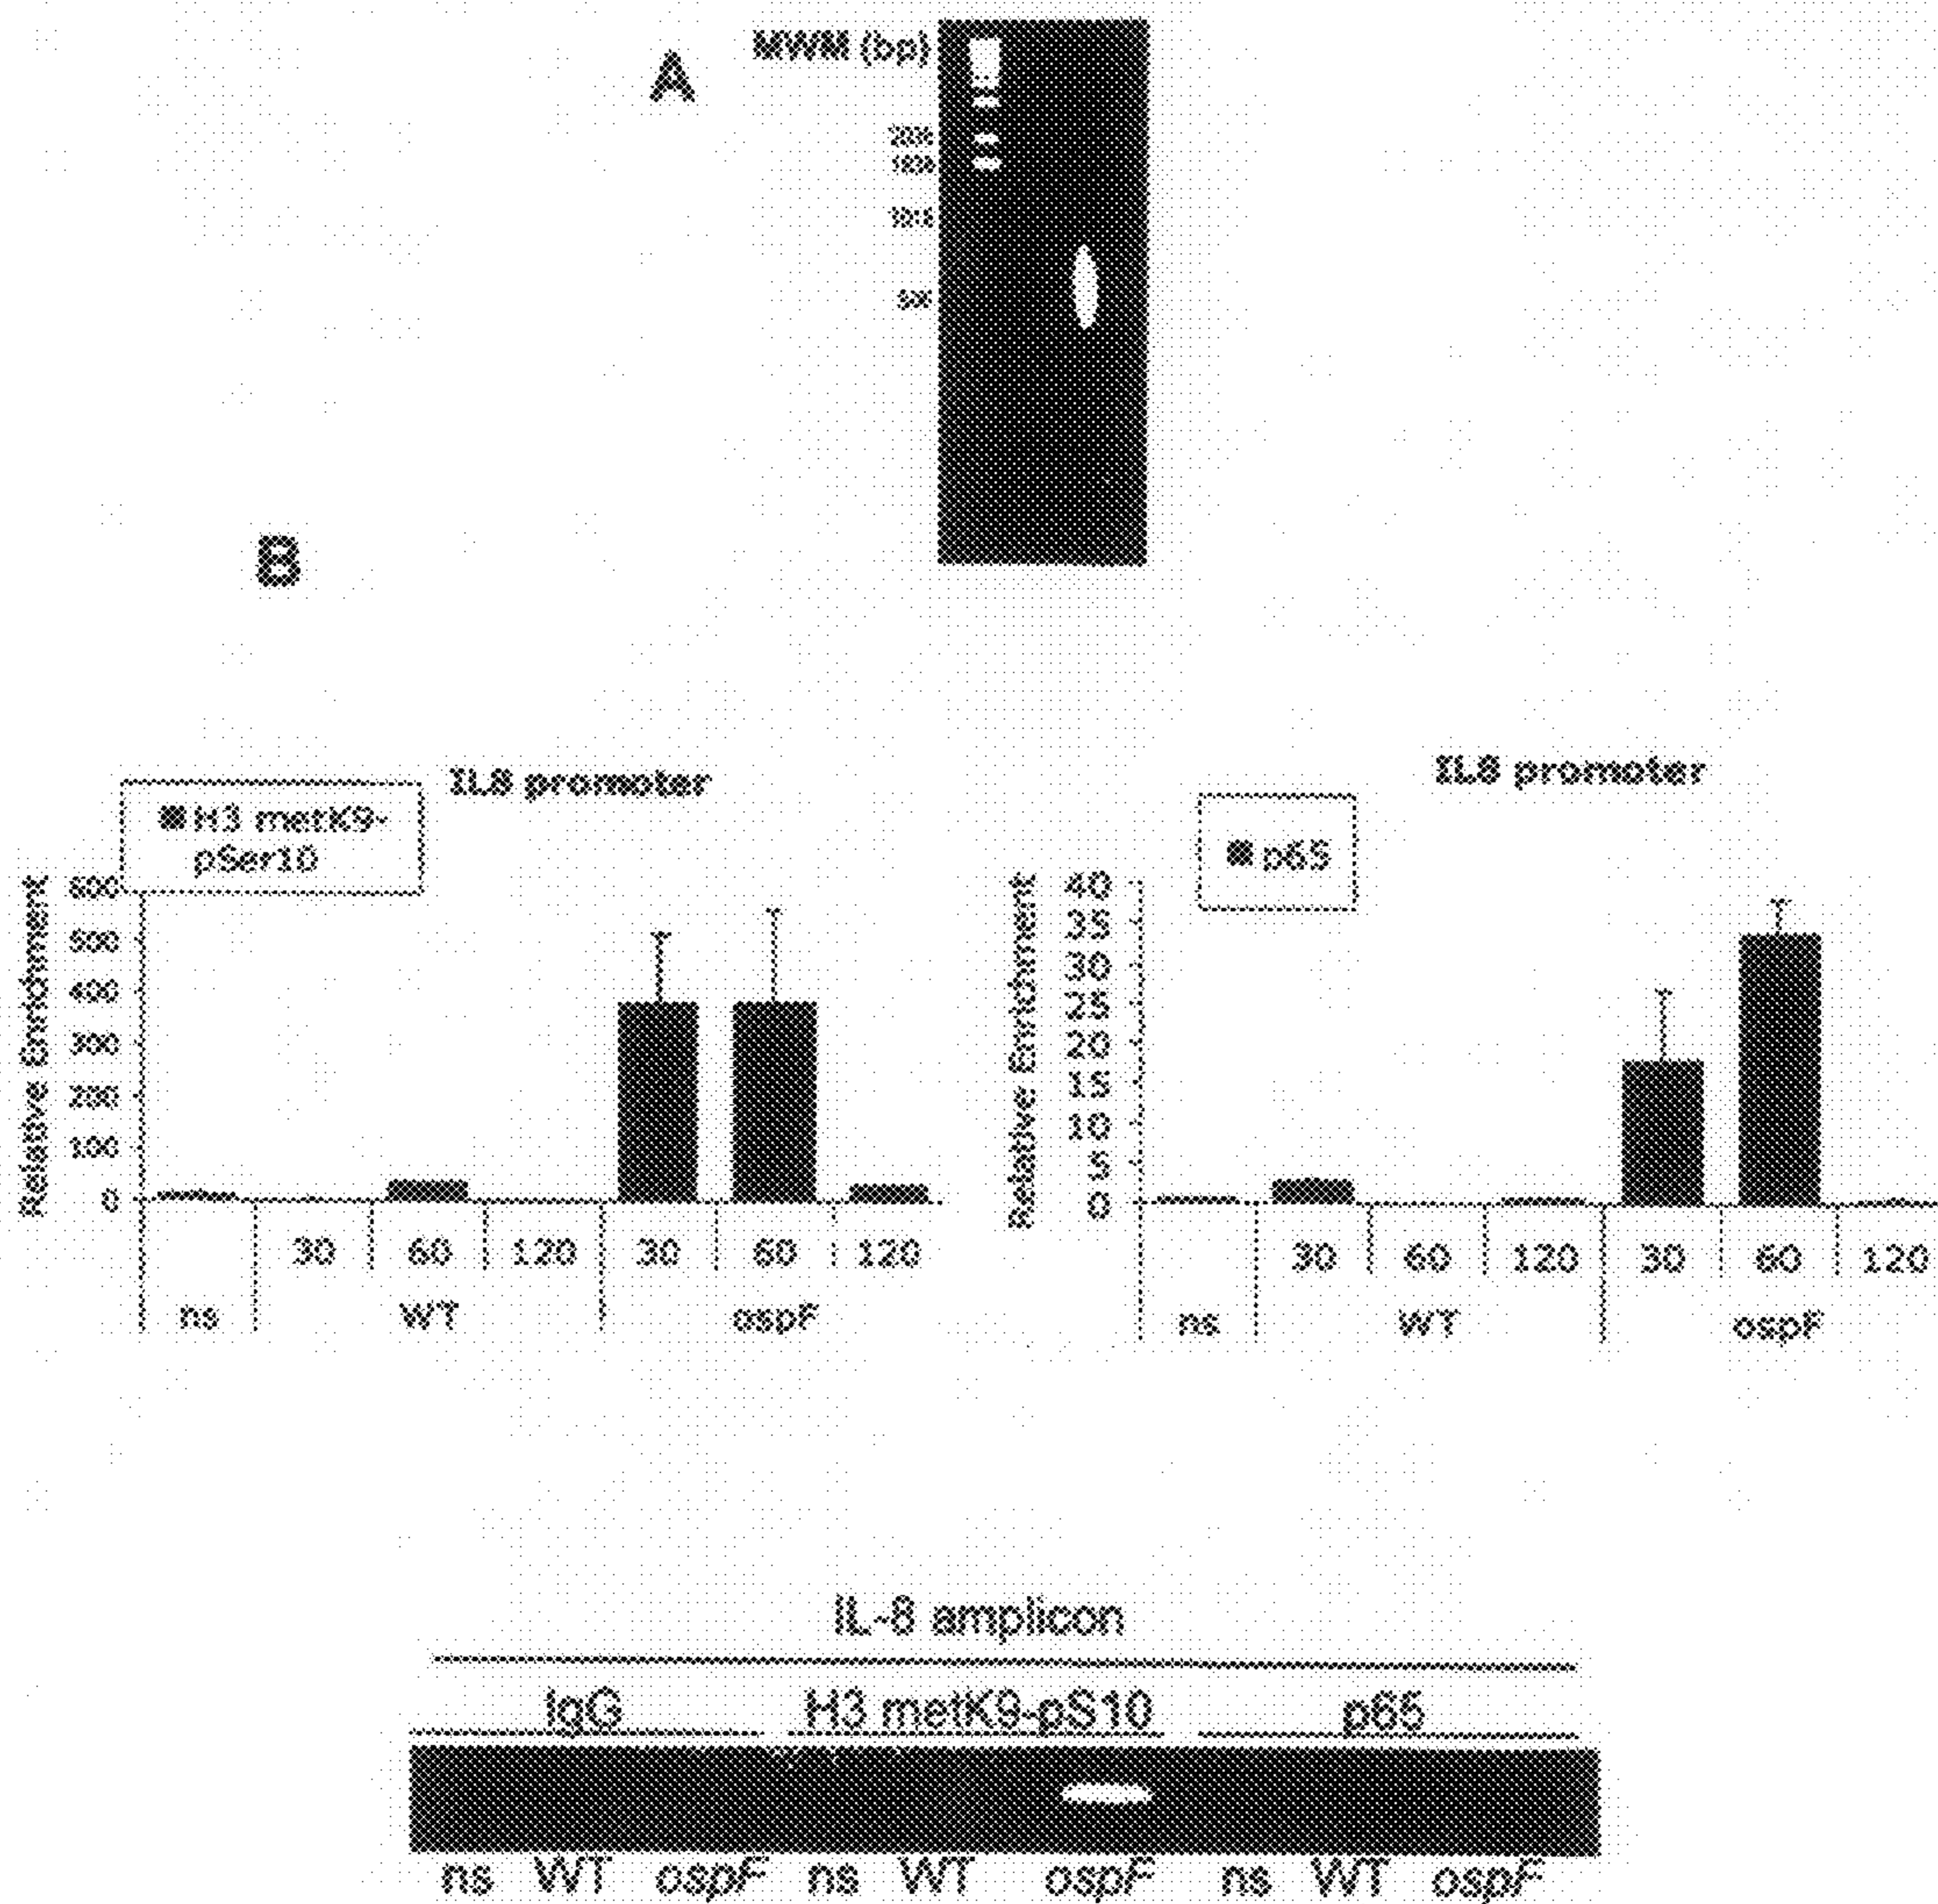 A
MWM (bp)
B
IL8 promoter
H3 metK9-
pSer10
Relative Enrichment
600
500
400
300
200
100
0
30 60 120 30 60 120
ns WT ospF
IL8 promoter
p65
Relative Enrichment
40
35
30
25
20
15
10
5
0
30 60 120 30 60 120
ns WT ospF
IL-8 amplicon
IgG H3 metK9-pS10 p65
ns WT ospF ns WT ospF ns WT ospF